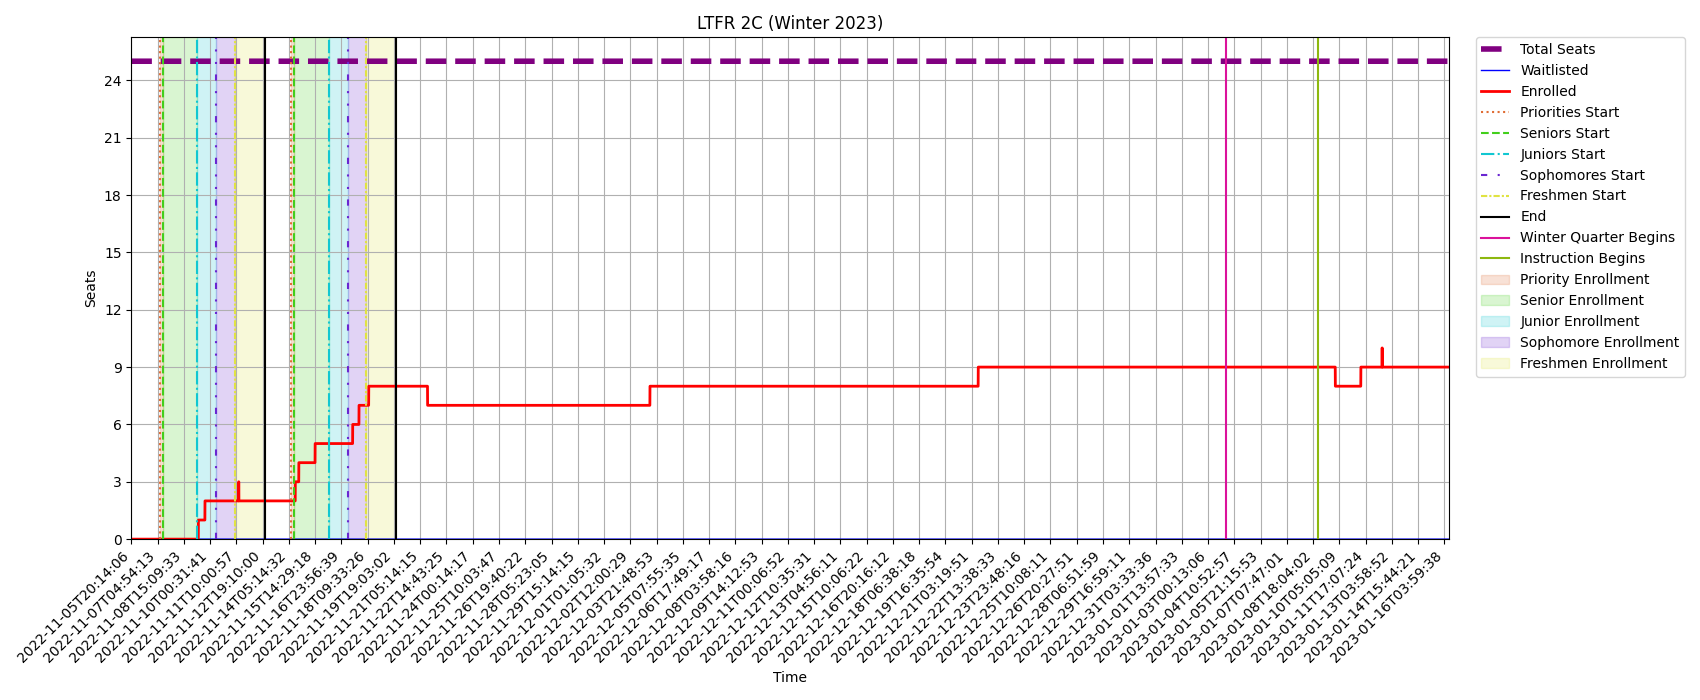 LTFR 2C (Winter 2023)
Total Seats
Waitlisted
Enrolled
Priorities Start
Seniors Start
Juniors Start
Sophomores Start
Freshmen Start
End
Winter Quarter Begins
Instruction Begins
Priority Enrollment
Senior Enrollment
Junior Enrollment
Sophomore Enrollment
Freshmen Enrollment
Seats
24
21
18
15
12
9
6
3
0
2022-11-05T20:14:06
2022-11-07T04:54:13
2022-11-08T15:09:33
2022-11-10T00:31:41
2022-11-11T10:00:57
2022-11-12T19:10:00
2022-11-14T05:14:32
2022-11-15T14:29:18
2022-11-16T23:56:39
2022-11-18T09:33:26
2022-11-19T19:03:02
2022-11-21T05:14:15
2022-11-22T14:43:25
2022-11-24T00:14:17
2022-11-25T10:03:47
2022-11-26T19:40:22
2022-11-28T05:23:05
2022-11-29T15:14:15
2022-12-01T01:05:32
2022-12-02T12:00:29
2022-12-03T21:48:53
2022-12-05T07:55:35
2022-12-06T17:49:17
2022-12-08T03:58:16
2022-12-09T14:12:53
2022-12-11T00:06:52
2022-12-12T10:35:31
2022-12-13T04:56:11
2022-12-15T10:06:22
2022-12-16T20:16:12
2022-12-18T06:38:18
2022-12-19T16:35:54
2022-12-21T03:19:51
2022-12-22T13:38:33
2022-12-23T23:48:16
2022-12-25T10:08:11
2022-12-26T20:27:51
2022-12-28T06:51:59
2022-12-29T16:59:11
2022-12-31T03:33:36
2023-01-01T13:57:33
2023-01-03T00:13:06
2023-01-04T10:52:57
2023-01-05T21:15:53
2023-01-07T07:47:01
2023-01-08T18:04:02
2023-01-10T05:05:09
2023-01-11T17:07:24
2023-01-13T03:58:52
2023-01-14T15:44:21
2023-01-16T03:59:38
Time